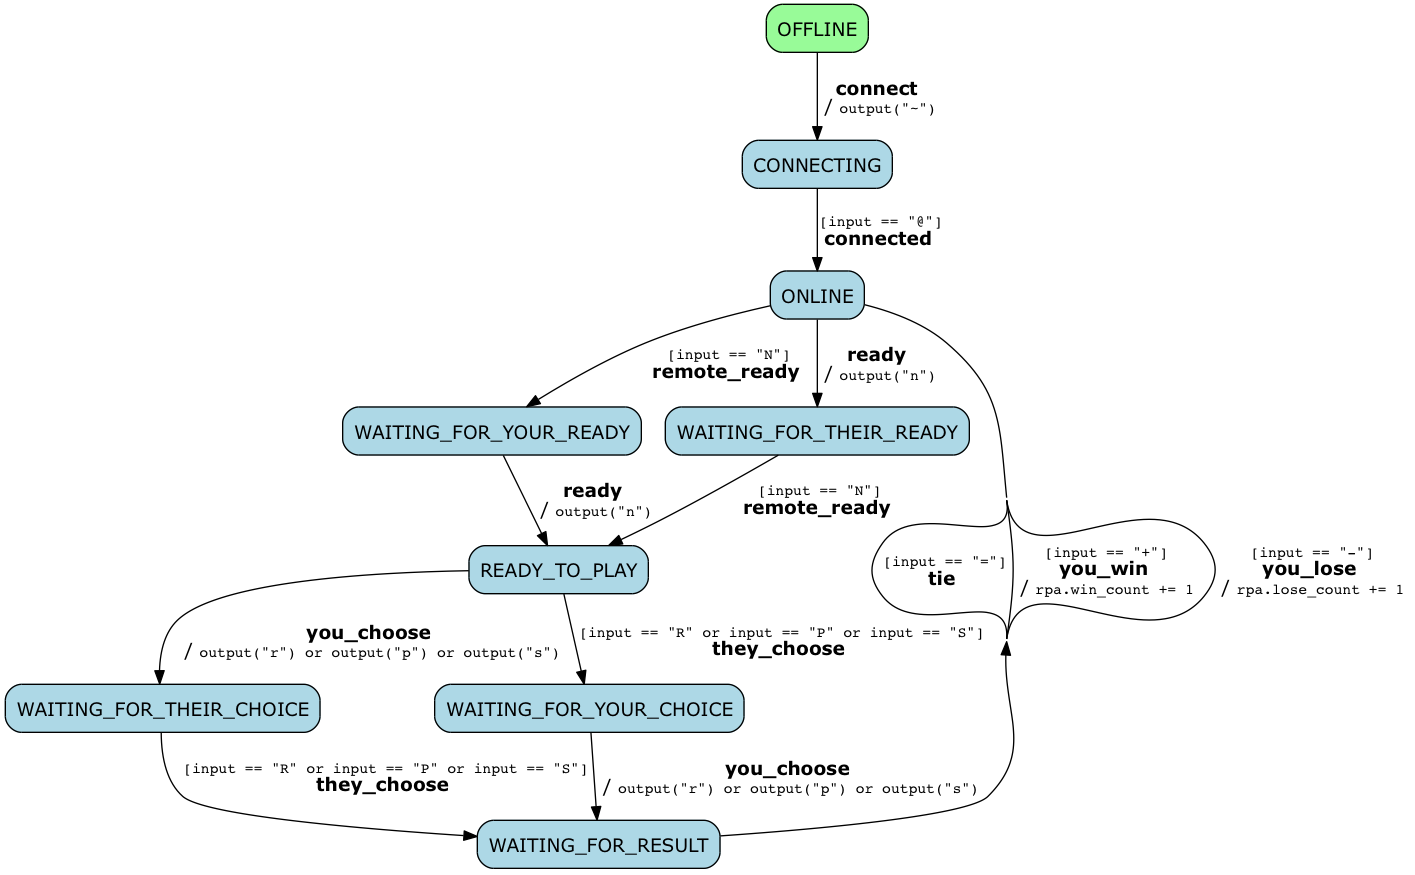 OFFLINE
connect
/ output("~")
CONNECTING
[input == "@"]
connected
ONLINE
[input == "N"]
remote_ready
ready
/ output("n")
WAITING_FOR_YOUR_READY
WAITING_FOR_THEIR_READY
ready
/ output("n")
[input == "N"]
remote_ready
READY_TO_PLAY
[input == "="]
tie
[input == "+"]
you_win
/ rpa.win_count += 1
[input == "-"]
you_lose
/ rpa.lose_count += 1
you_choose
/ output("r") or output("p") or output("s")
[input == "R" or input == "P" or input == "S"]
they_choose
WAITING_FOR_THEIR_CHOICE
WAITING_FOR_YOUR_CHOICE
[input == "R" or input == "P" or input == "S"]
they_choose
you_choose
/ output("r") or output("p") or output("s")
WAITING_FOR_RESULT